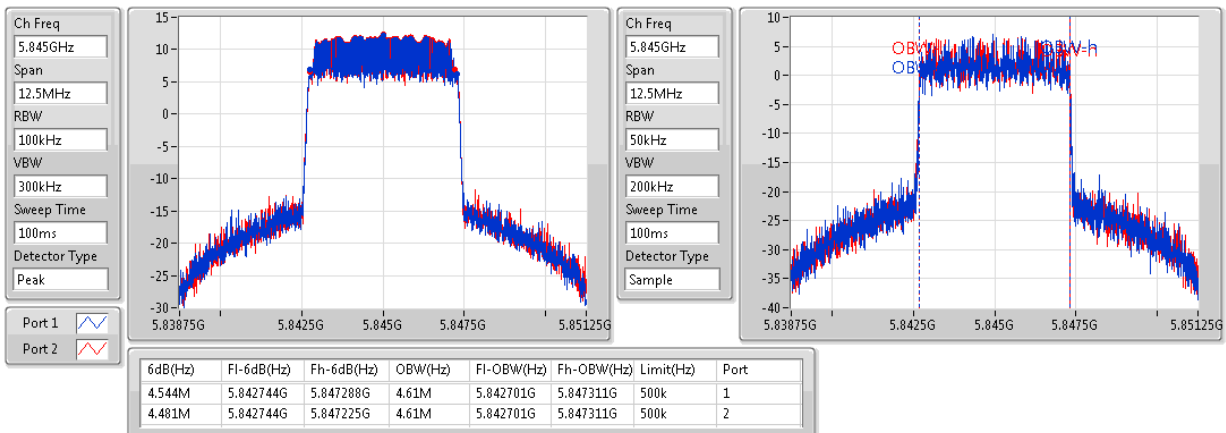 Ch Freq
5.845GHz
Span
12.5MHz
RBW
100kHz
VBW
300kHz
Sweep Time
100ms
Detector Type
Peak
Port 1
Port 2
15
10
5
0
-5
-10
-15
-20
-25
-30
5.83875G 5.8425G 5.845G 5.8475G 5.85125G
Ch Freq
5.845GHz
Span
12.5MHz
RBW
50kHz
VBW
200kHz
Sweep Time
100ms
Detector Type
Sample
10
5
0
-5
-10
-15
-20
-25
-30
-35
-40
OBW OBW-h
OBW
5.83875G 5.8425G 5.845G 5.8475G 5.85125G
6dB(Hz) Fl-6dB(Hz) Fh-6dB(Hz) OBW(Hz) Fl-OBW(Hz) Fh-OBW(Hz) Limit(Hz) Port
4.544M 5.842744G 5.847288G 4.61M 5.842701G 5.847311G 500k 1
4.481M 5.842744G 5.847225G 4.61M 5.842701G 5.847311G 500k 2